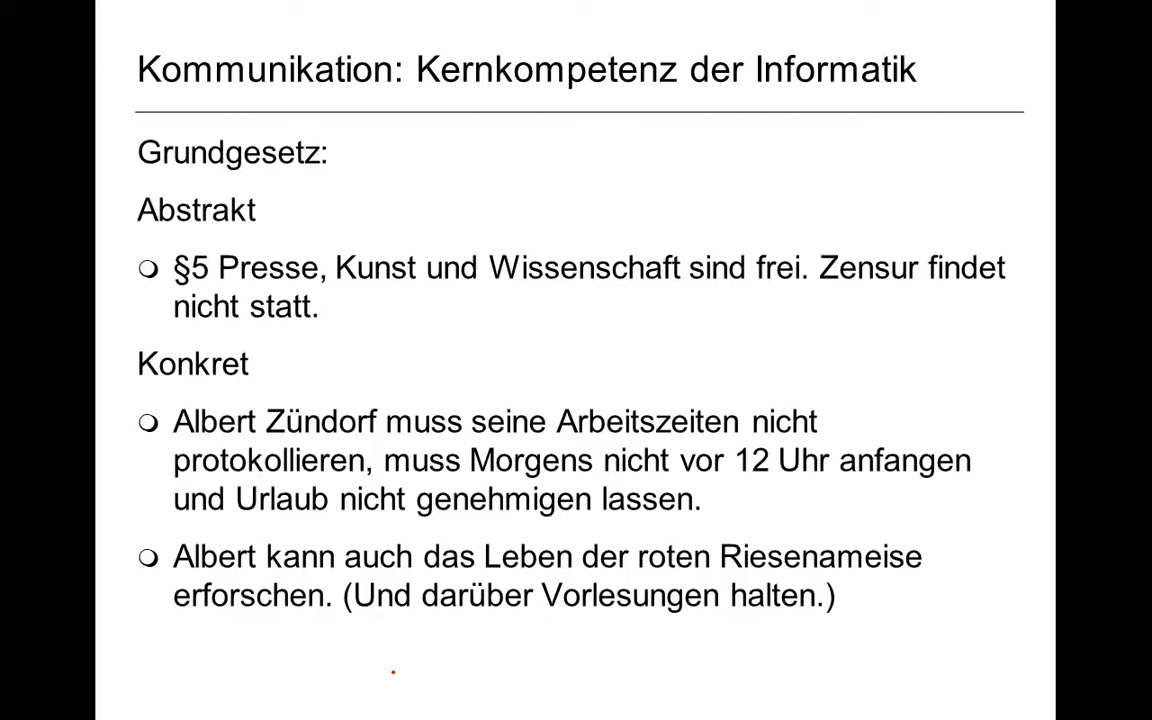 Kommunikation: Kernkompetenz der Informatik
Grundgesetz:
Abstrakt
§5 Presse, Kunst und Wissenschaft sind frei. Zensur findet
nicht statt.
Konkret
Albert Zündorf muss seine Arbeitszeiten nicht
protokollieren, muss Morgens nicht vor 12 Uhr anfangen
und Urlaub nicht genehmigen lassen.
Albert kann auch das Leben der roten Riesenameise
erforschen. (Und darüber Vorlesungen halten.)